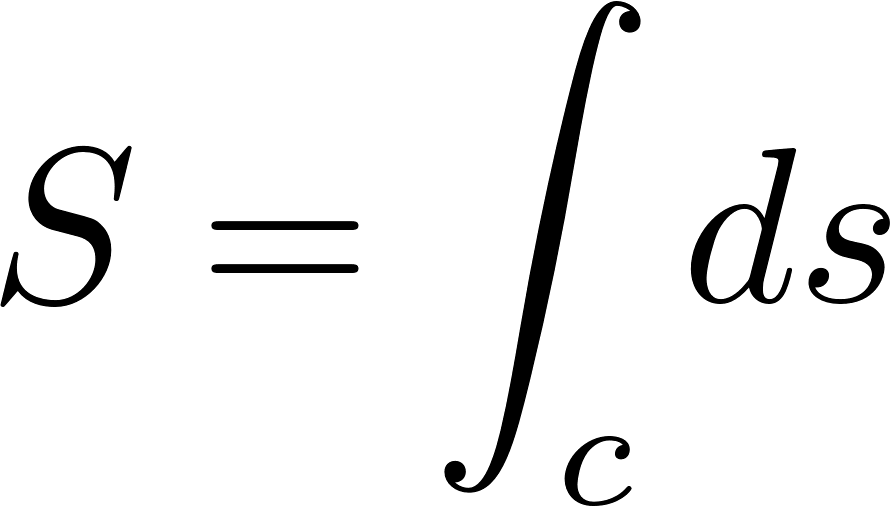 S = ∫_c ds